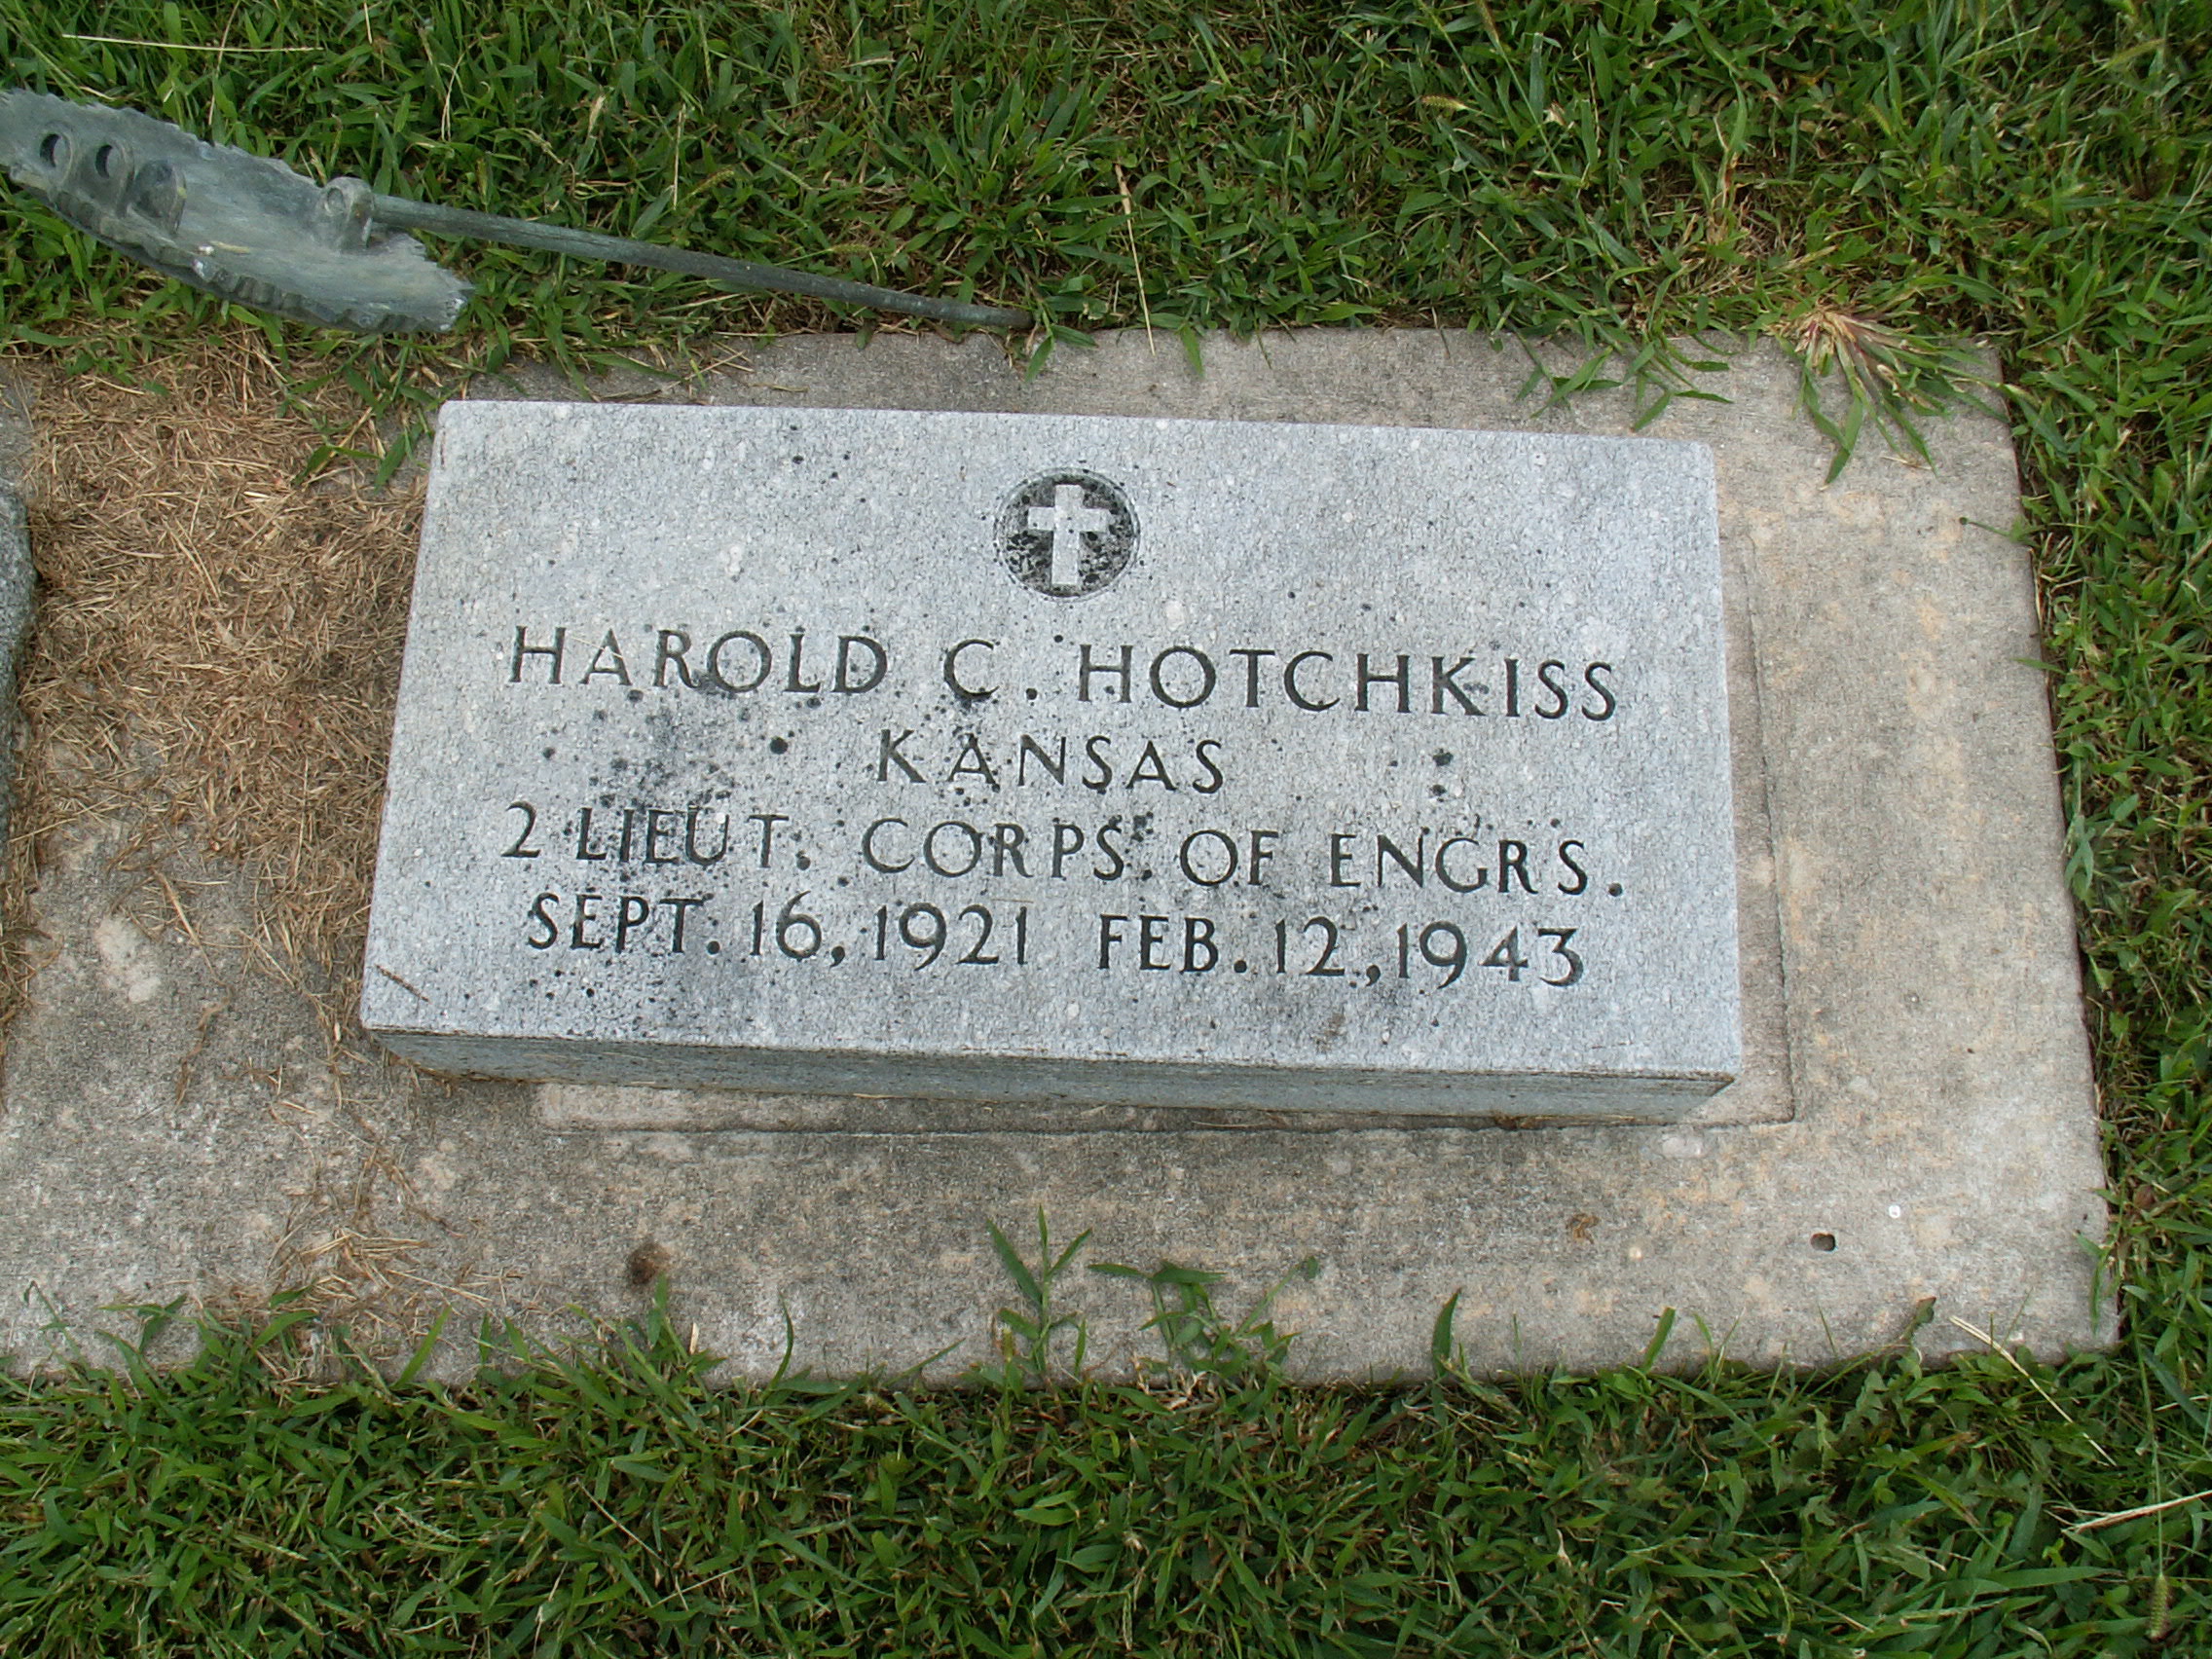 HAROLD C. HOTCHKISS
KANSAS
2 LIEUT. CORPS OF ENGRS.
SEPT. 16, 1921 FEB. 12, 1943